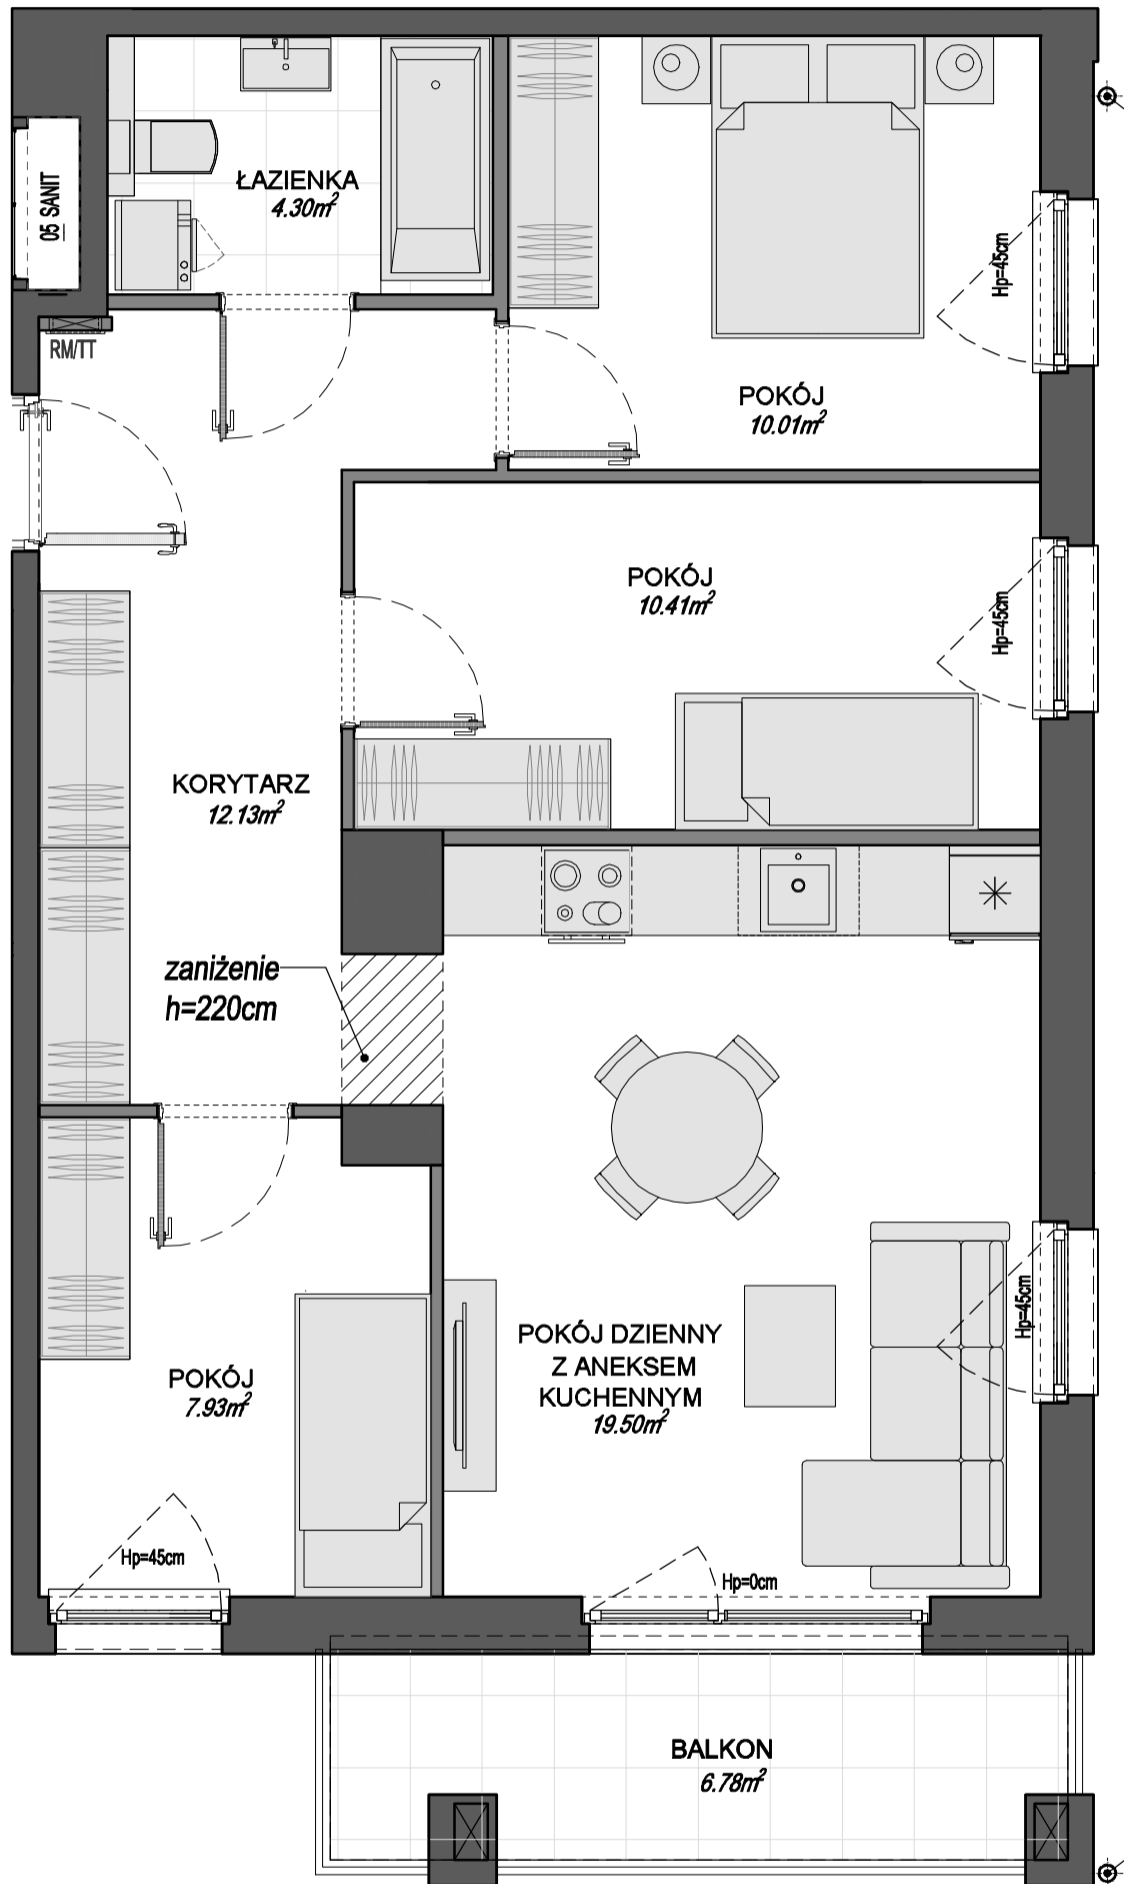 ŁAZIENKA
4.30m²
05 SANIT
RM/TT
Hp=45cm
POKÓJ
10.01m²
POKÓJ
10.41m²
Hp=45cm
KORYTARZ
12.13m²
zaniżenie
h=220cm
POKÓJ DZIENNY
Z ANEKSEM
KUCHENNYM
19.50m²
Hp=45cm
POKÓJ
7.93m²
Hp=45cm
Hp=0cm
BALKON
6.78m²